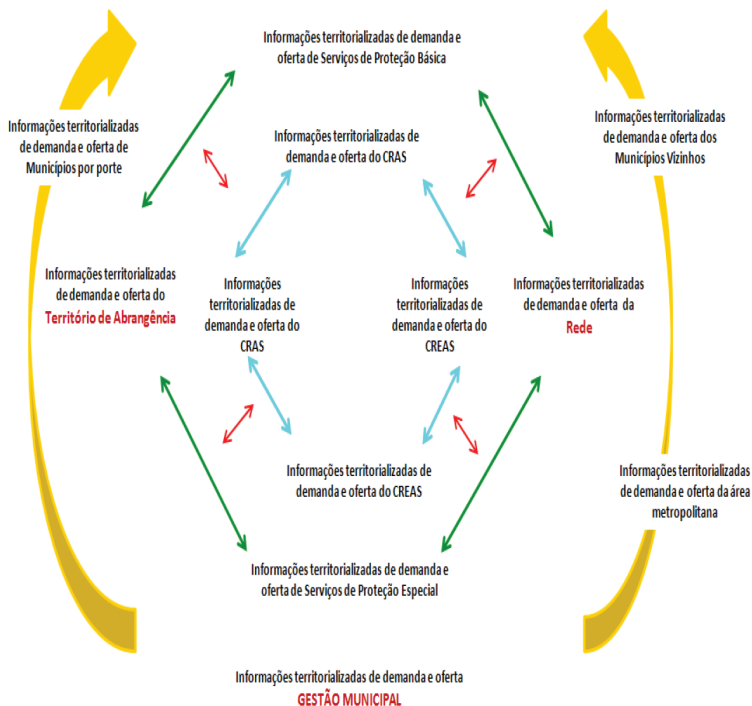 Informações territorializadas de demanda e
oferta de Serviços de Proteção Básica
Informações territorializadas
de demanda e oferta de
Municípios por porte
Informações territorializadas de
demanda e oferta do CRAS
Informações territorializadas
de demanda e oferta dos
Municípios Vizinhos
Informações territorializadas
de demanda e oferta do
Território de Abrangência
Informações
territorializadas de
demanda e oferta do
CRAS
Informações
territorializadas de
demanda e oferta do
CREAS
Informações territorializadas
de demanda e oferta da
Rede
Informações territorializadas de
demanda e oferta do CREAS
Informações territorializadas
de demanda e oferta da área
metropolitana
Informações territorializadas de demanda e
oferta de Serviços de Proteção Especial
Informações territorializadas de demanda e oferta
GESTÃO MUNICIPAL